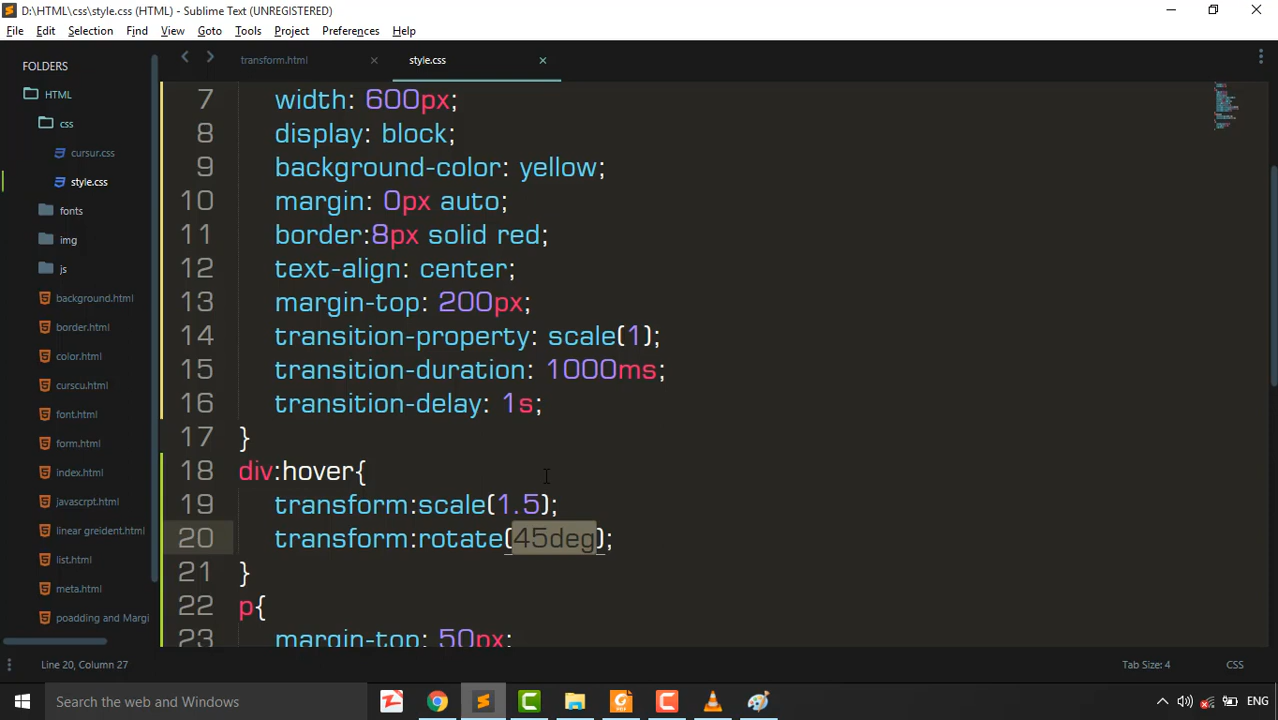 D:\HTML\css\style.css (HTML) - Sublime Text (UNREGISTERED)
File Edit Selection Find View Goto Tools Project Preferences Help
FOLDERS
HTML
css
cursur.css
style.css
fonts
img
js
background.html
border.html
color.html
curscu.html
font.html
form.html
index.html
javascrpt.html
linear greident.html
list.html
meta.html
poadding and Margi
transform.html
style.css
7 width: 600px;
8 display: block;
9 background-color: yellow;
10 margin: 0px auto;
11 border:8px solid red;
12 text-align: center;
13 margin-top: 200px;
14 transition-property: scale(1);
15 transition-duration: 1000ms;
16 transition-delay: 1s;
17 }
18 div:hover{
19 transform:scale(1.5);
20 transform:rotate(45deg);
21 }
22 p{
23 margin-top: 50px;
Line 20, Column 27
Tab Size: 4
CSS
Search the web and Windows
ENG